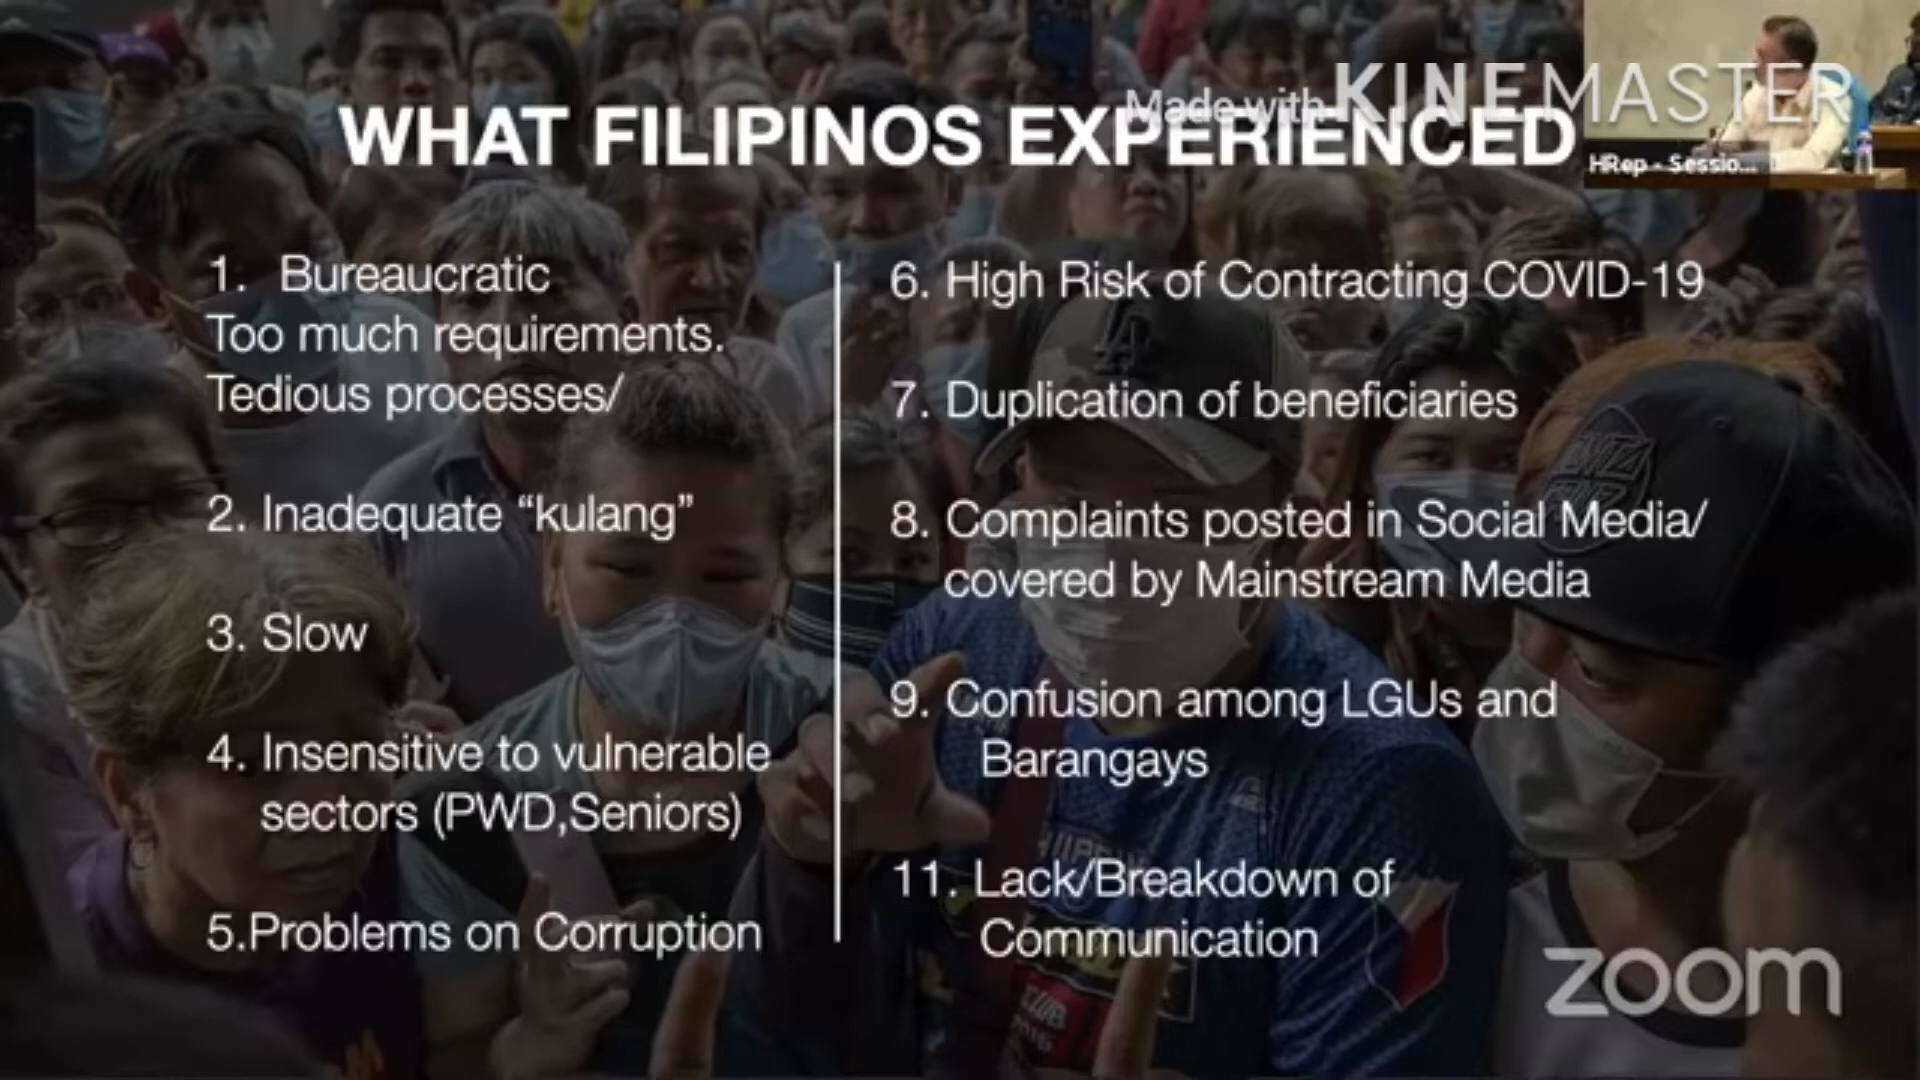 Made with KINEMASTER
WHAT FILIPINOS EXPERIENCED
HRep - Sessio...
1. Bureaucratic
Too much requirements.
Tedious processes/
2. Inadequate “kulang”
3. Slow
4. Insensitive to vulnerable
sectors (PWD,Seniors)
5.Problems on Corruption
6. High Risk of Contracting COVID-19
7. Duplication of beneficiaries
8. Complaints posted in Social Media/
covered by Mainstream Media
9. Confusion among LGUs and
Barangays
11. Lack/Breakdown of
Communication
zoom